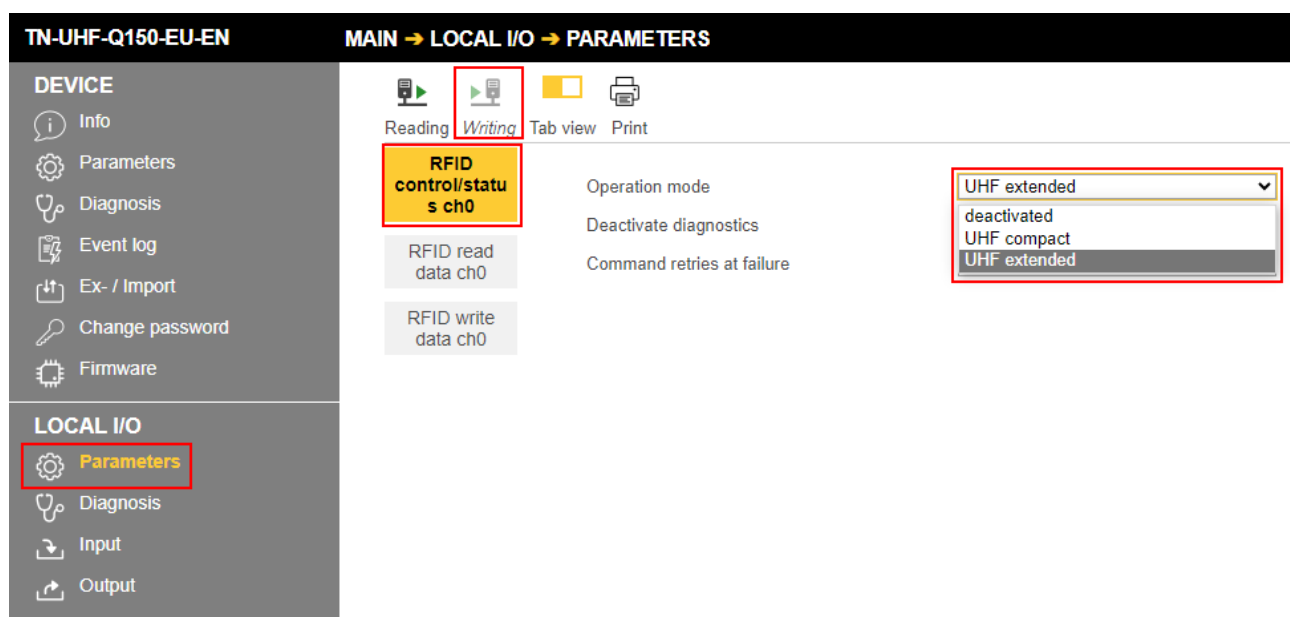 TN-UHF-Q150-EU-EN
MAIN ➔ LOCAL I/O ➔ PARAMETERS
DEVICE
Info
Parameters
Diagnosis
Event log
Ex- / Import
Change password
Firmware
LOCAL I/O
Parameters
Diagnosis
Input
Output
Reading Writing Tab view Print
RFID
control/statu
s ch0
RFID read
data ch0
RFID write
data ch0
Operation mode
Deactivate diagnostics
Command retries at failure
UHF extended
deactivated
UHF compact
UHF extended